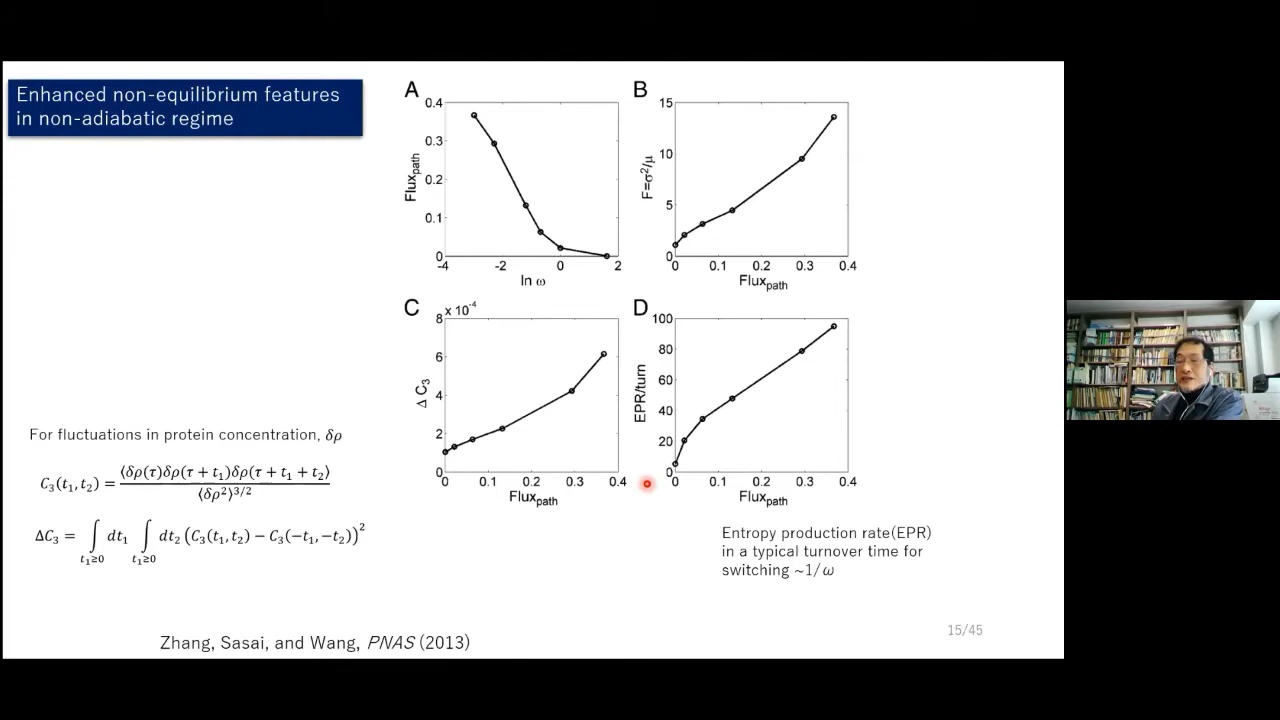 Enhanced non-equilibrium features
in non-adiabatic regime
A
0.4
0.3
0.2
0.1
0
-4
-2
0
2
Flux_path
ln ω
B
15
10
5
0
0
0.1
0.2
0.3
0.4
F=σ²/μ
Flux_path
C
x 10⁻⁴
8
6
4
2
0
0
0.1
0.2
0.3
0.4
Δ C₃
Flux_path
D
100
80
60
40
20
0
0
0.1
0.2
0.3
0.4
EPR/turn
Flux_path
For fluctuations in protein concentration, δρ
C₃(t₁, t₂) = ⟨δρ(τ)δρ(τ + t₁)δρ(τ + t₁ + t₂)⟩ / ⟨δρ²⟩^{3/2}
ΔC₃ = ∫_{t₁≥0} dt₁ ∫_{t₁≥0} dt₂ (C₃(t₁, t₂) − C₃(−t₁, −t₂))²
Entropy production rate(EPR)
in a typical turnover time for
switching ~1/ω
Zhang, Sasai, and Wang, PNAS (2013)
15/45